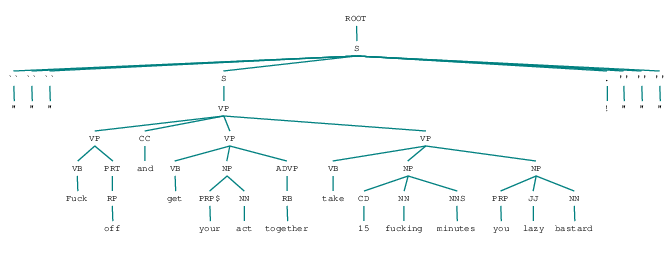 ROOT
S
`` `` `` S . '' '' ''
" " " VP ! " " "
VP CC VP VP
VB PRT and VB NP ADVP VB NP NP
Fuck RP get PRP$ NN RB take CD NN NNS PRP JJ NN
off your act together 15 fucking minutes you lazy bastard